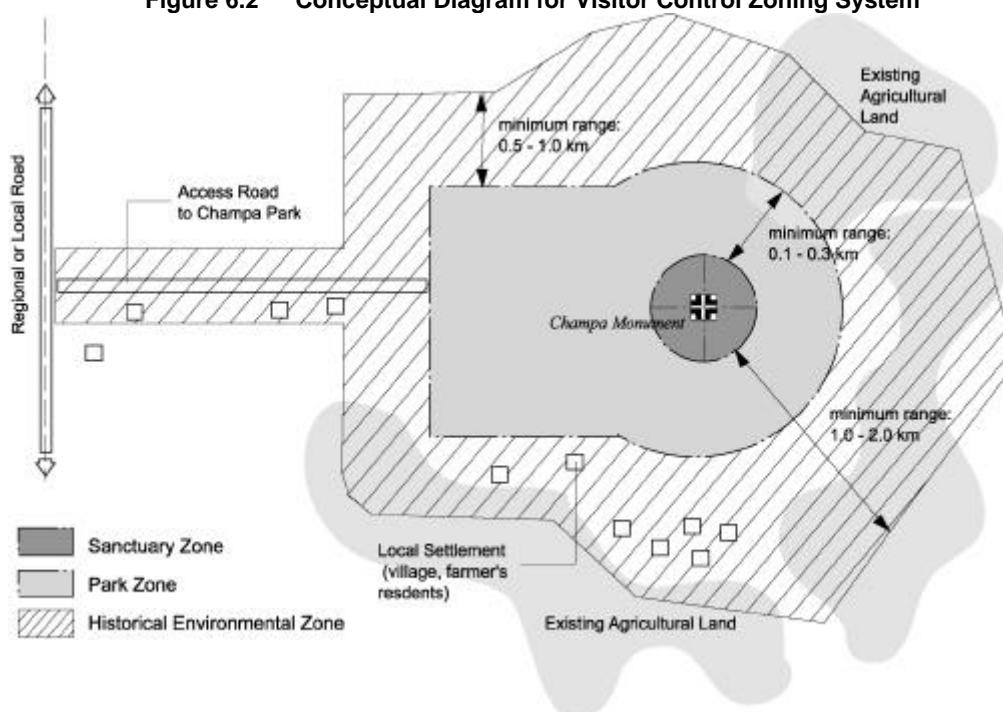 Figure 6.2 Conceptual Diagram for Visitor Control Zoning System
Existing
Agricultural
Land
minimum range:
0.5 - 1.0 km
Access Road
to Champa Park
Regional or Local Road
minimum range:
0.1 - 0.3 km
Champa Monument
minimum range:
1.0 - 2.0 km
Sanctuary Zone
Park Zone
Historical Environmental Zone
Local Settlement
(village, farmer's
resdents)
Existing Agricultural Land